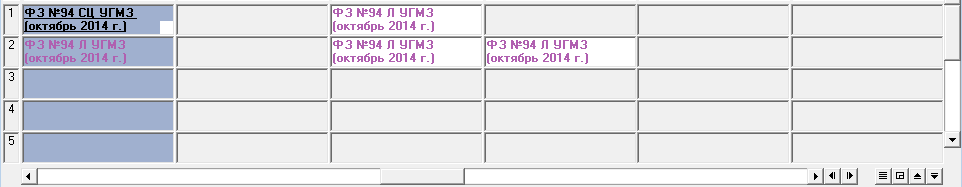 1
ФЗ №94 СЦ УГМЗ
(октябрь 2014 г.)
ФЗ №94 Л УГМЗ
(октябрь 2014 г.)
2
ФЗ №94 Л УГМЗ
(октябрь 2014 г.)
ФЗ №94 Л УГМЗ
(октябрь 2014 г.)
ФЗ №94 Л УГМЗ
(октябрь 2014 г.)
3
4
5